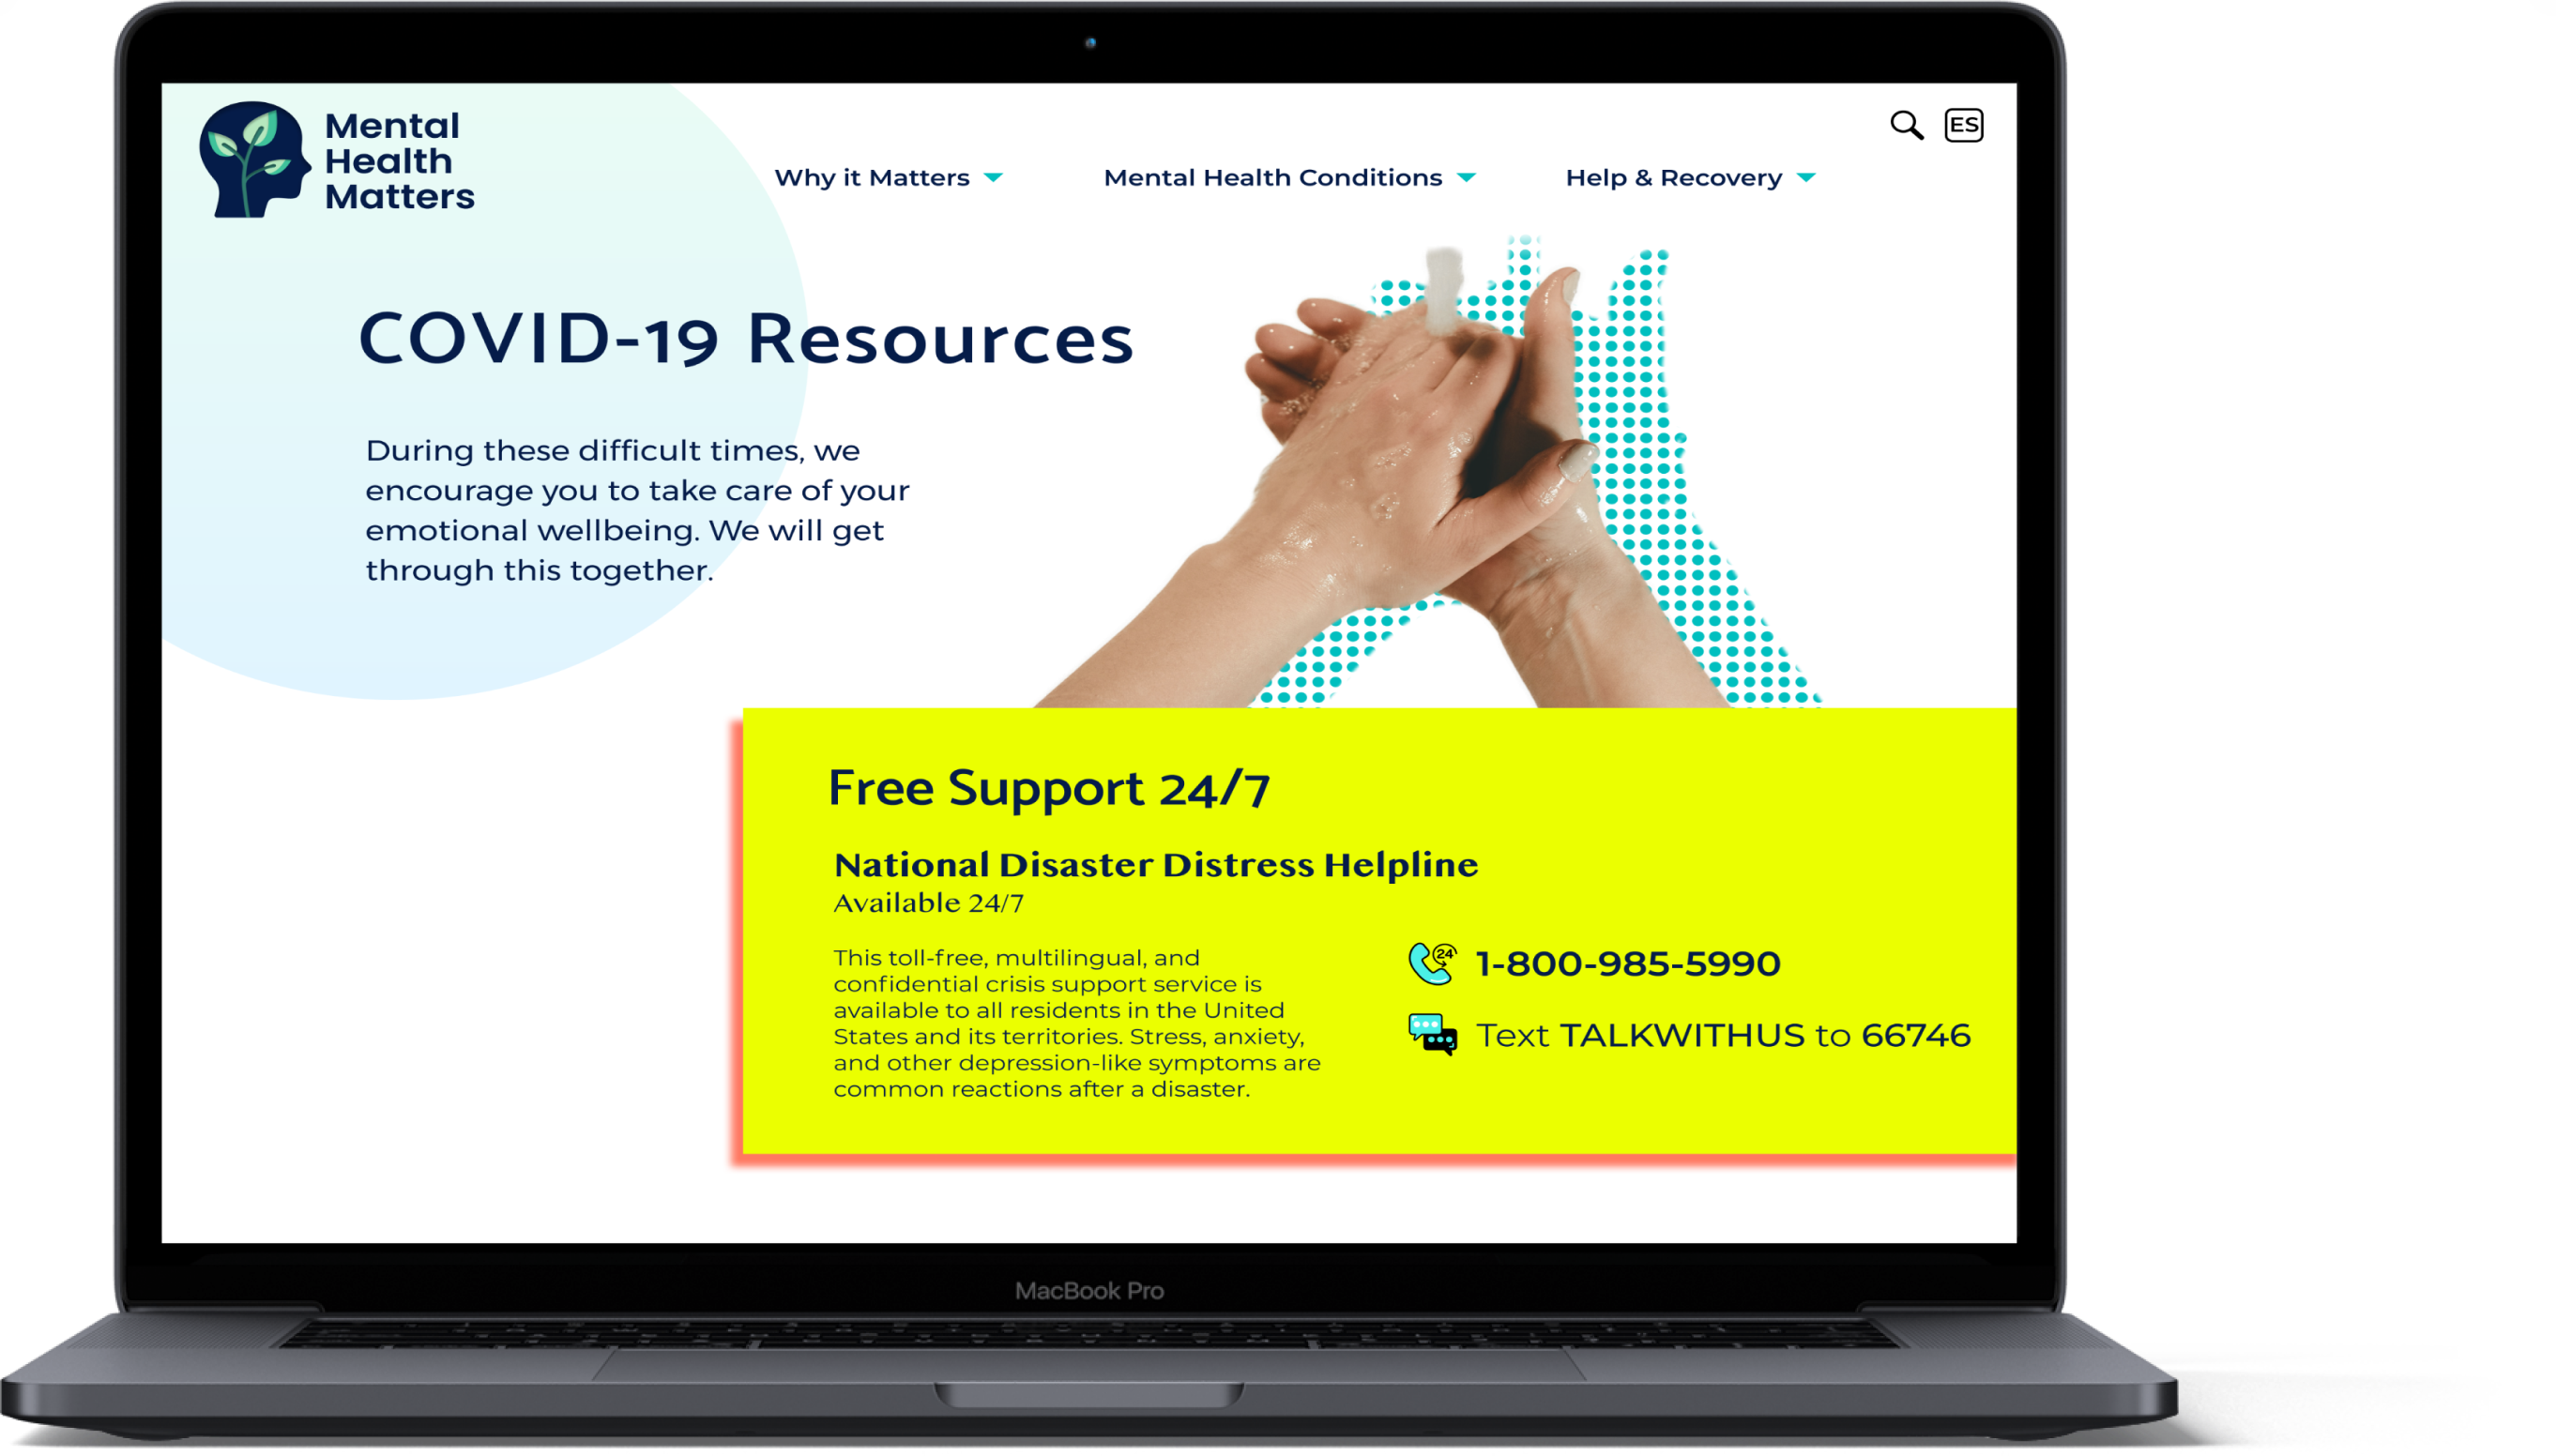 Mental
Health
Matters
ES
Why it Matters
Mental Health Conditions
Help & Recovery
COVID-19 Resources
During these difficult times, we
encourage you to take care of your
emotional wellbeing. We will get
through this together.
Free Support 24/7
National Disaster Distress Helpline
Available 24/7
This toll-free, multilingual, and
confidential crisis support service is
available to all residents in the United
States and its territories. Stress, anxiety,
and other depression-like symptoms are
common reactions after a disaster.
24
1-800-985-5990
Text TALKWITHUS to 66746
MacBook Pro